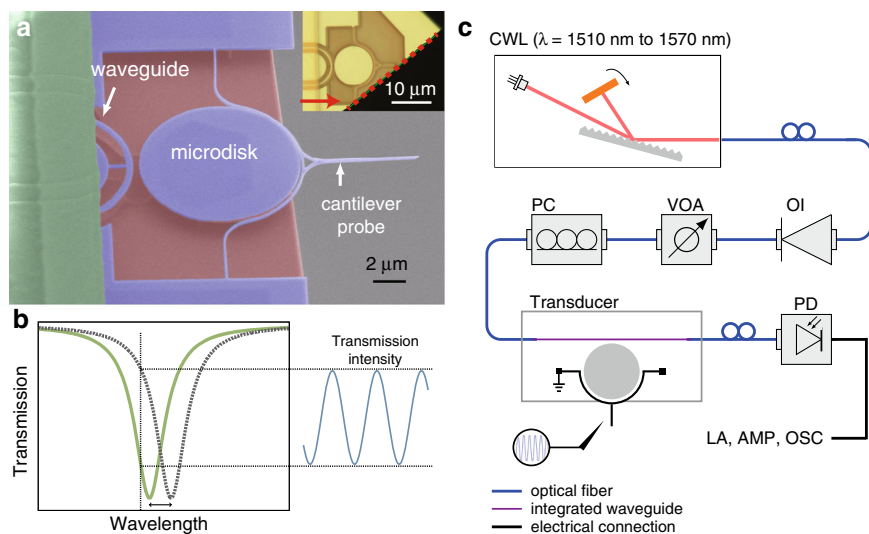 a
waveguide
microdisk
cantilever
probe
2 μm
10 μm
b
Transmission
Wavelength
Transmission
intensity
c
CWL (λ = 1510 nm to 1570 nm)
PC
VOA
OI
Transducer
PD
LA, AMP, OSC
optical fiber
integrated waveguide
electrical connection